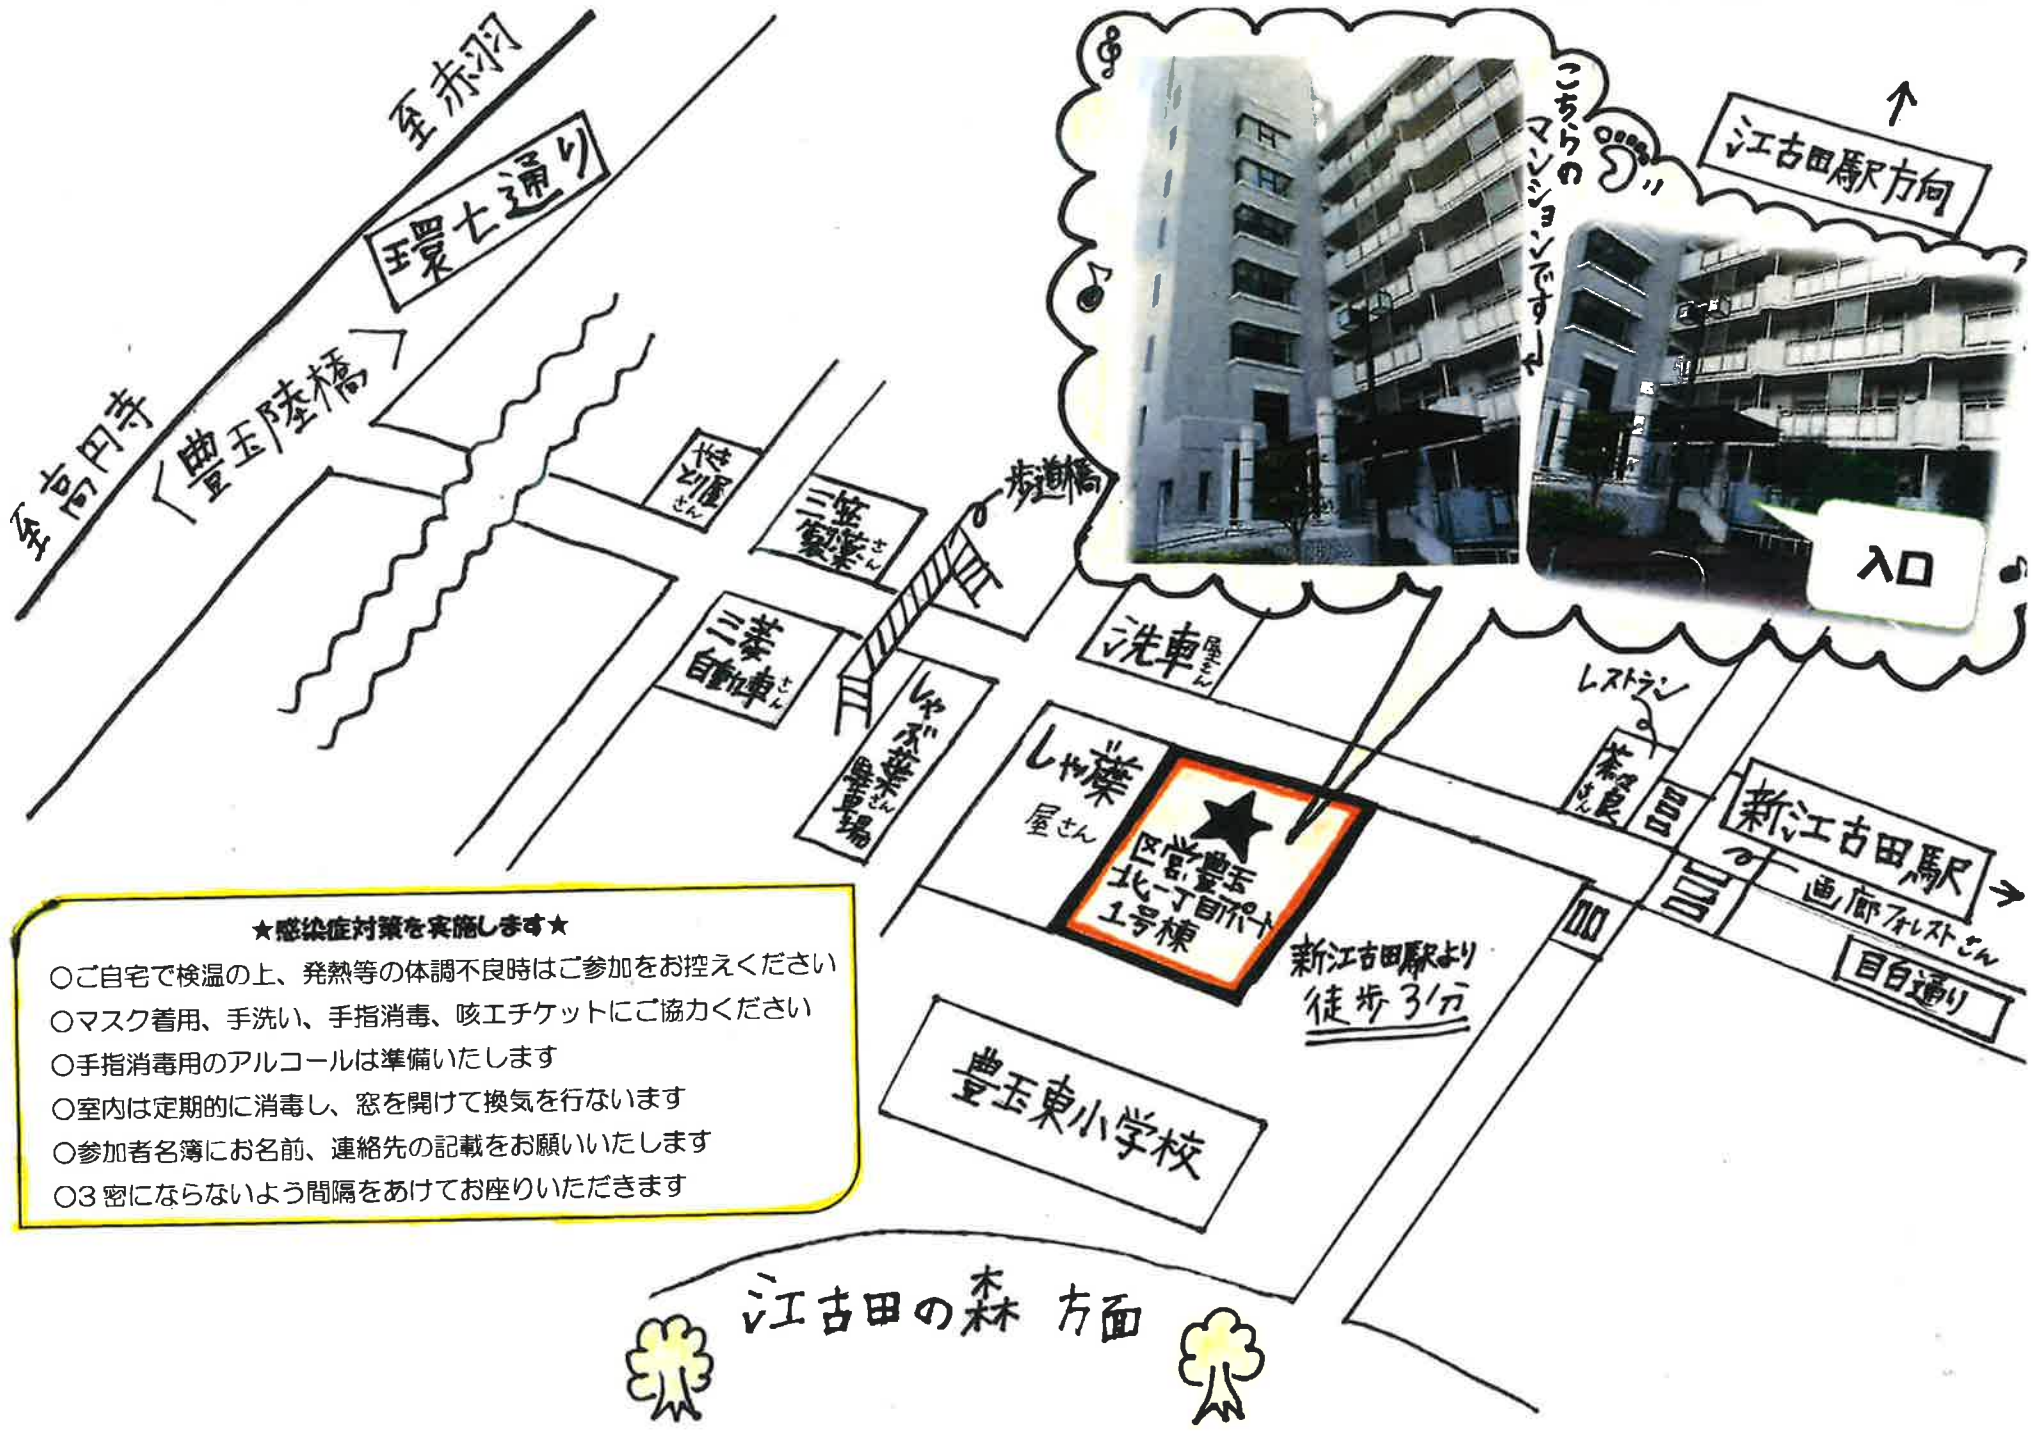 至赤羽
環七通り
至高円寺
〈豊玉陸橋〉
やき
とり屋
さん
三笠
製薬さん
歩道橋
三菱
自動車さん
しゃぶ葉さん
駐車場
洗車屋さん
しゃぶ葉
屋さん
★
区営豊玉
北一丁目アパート
1号棟
新江古田駅より
徒歩3分
こちらの
マンションです
入口
江古田駅方向
↑
レストラン
さん
新江古田駅
→
画廊フォレストさん
目白通り
豊玉東小学校
江古田の森 方面
★感染症対策を実施します★
〇ご自宅で検温の上、発熱等の体調不良時はご参加をお控えください
〇マスク着用、手洗い、手指消毒、咳エチケットにご協力ください
〇手指消毒用のアルコールは準備いたします
〇室内は定期的に消毒し、窓を開けて換気を行ないます
〇参加者名簿にお名前、連絡先の記載をお願いいたします
〇3密にならないよう間隔をあけてお座りいただきます